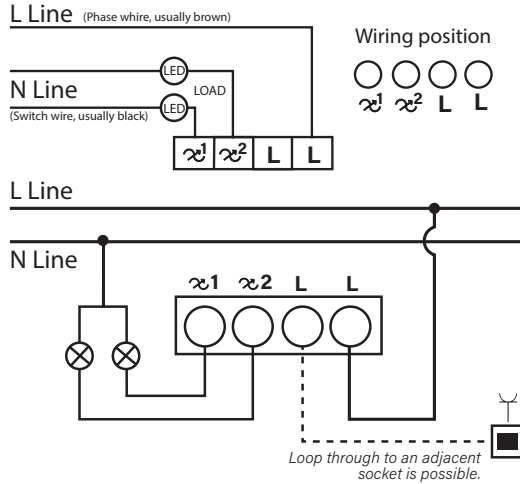 L Line (Phase whire, usually brown)
Wiring position
LED
LOAD
N Line
LED
(Switch wire, usually black)
1 2 L L
1 2 L L
L Line
N Line
1 2 L L
Loop through to an adjacent
socket is possible.